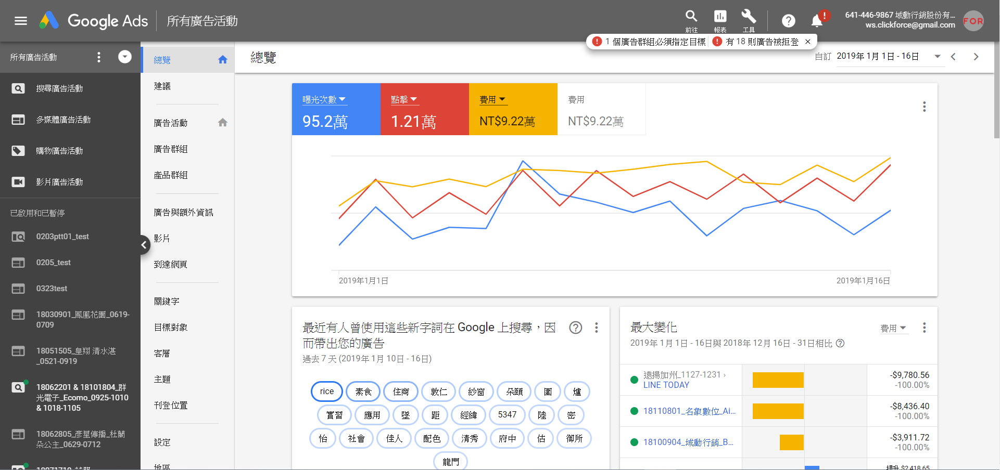 Google Ads
所有廣告活動
前往
報表
工具
641-446-9867 域動行銷股份有...
ws.clickforce@gmail.com
FOR
1 個廣告群組必須指定目標
有 18 則廣告被拒登
所有廣告活動
搜尋廣告活動
多媒體廣告活動
購物廣告活動
影片廣告活動
已啟用和已暫停
0203ptt01_test
0205_test
0323test
18030901_鳳凰花園_0619-
0709
18051505_皇翔 清水湛
_0521-0919
18062201 & 18101804_群
光電子_Ecomo_0925-1010
& 1018-1105
18062805_彥星傳播_杜蘭
朵公主_0629-0712
總覽
建議
廣告活動
廣告群組
產品群組
廣告與額外資訊
影片
到達網頁
關鍵字
目標對象
客層
主題
刊登位置
設定
地區
總覽
自訂
2019年 1月 1日 - 16日
曝光次數
95.2萬
點擊
1.21萬
費用
NT$9.22萬
費用
NT$9.22萬
2019年1月1日
2019年1月16日
最近有人曾使用這些新字詞在 Google 上搜尋，因
而帶出您的廣告
過去 7 天 (2019年 1月 10日 - 16日)
rice
素食
住商
敦仁
紗窗
朵頤
圍
爐
實習
應用
墜
距
經緯
5347
陸
密
怡
社會
佳人
配色
清秀
府中
估
御所
龍門
最大變化
費用
2019年 1月 1日 - 16日與 2018年 12月 16日 - 31日相比
遠揚加州_1127-1231 ›
LINE TODAY
-$9,780.56
-100.00%
18110801_名象數位_Ai...
-$8,436.40
-100.00%
18100904_域動行銷_B...
-$3,911.72
-100.00%
提升 $2,418.65